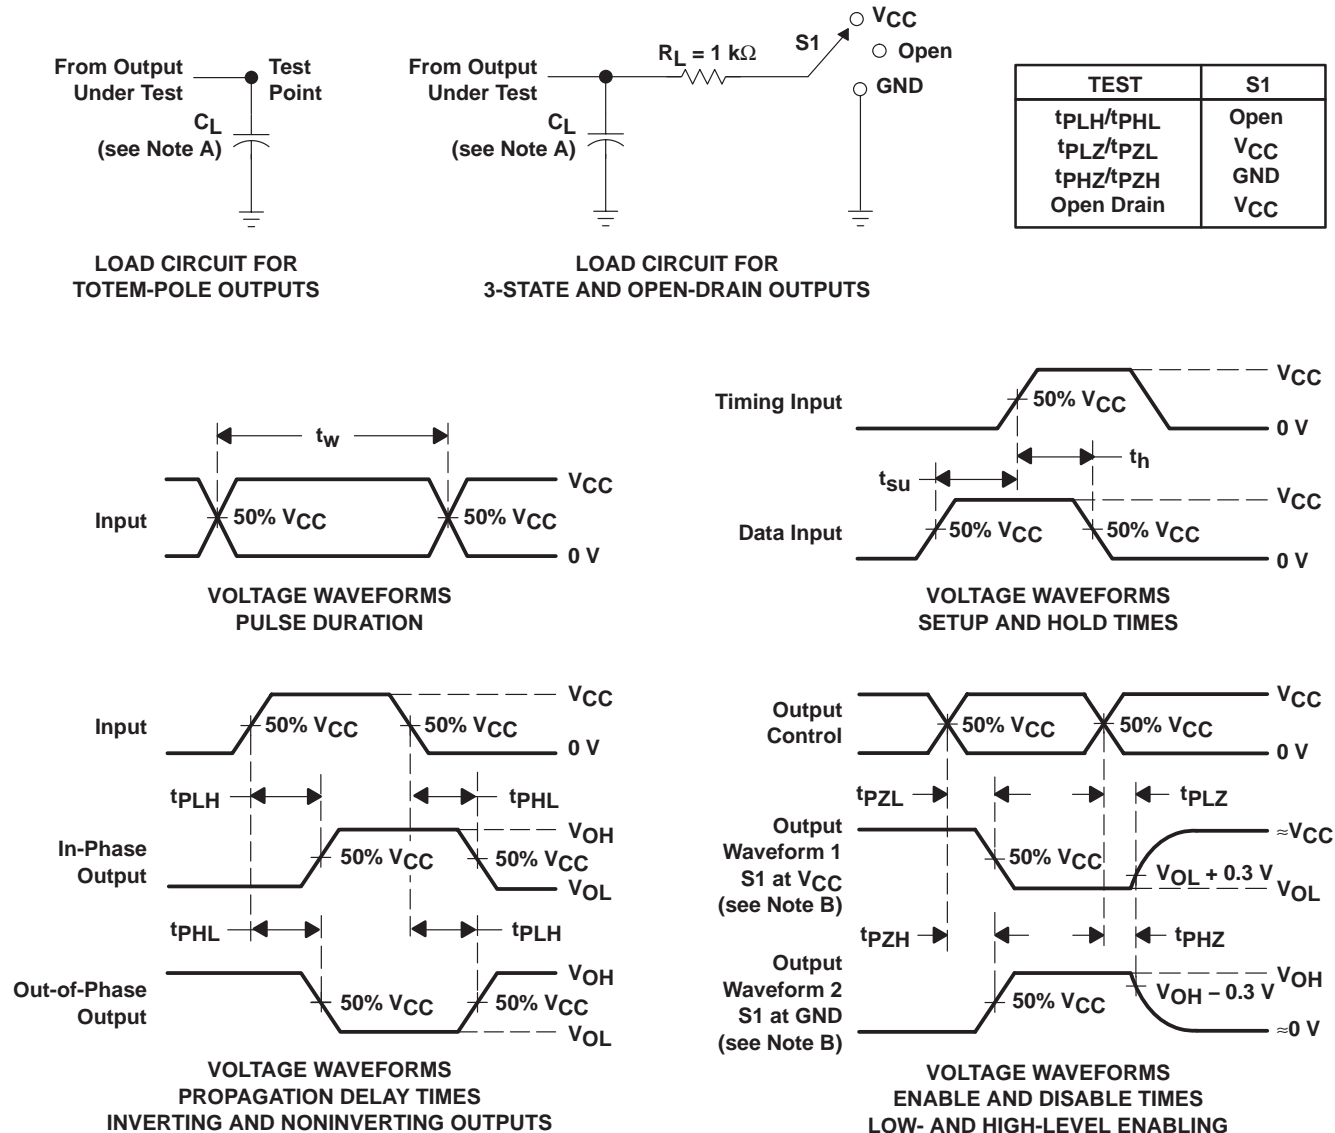 From Output
Under Test
Test
Point
CL
(see Note A)
LOAD CIRCUIT FOR
TOTEM-POLE OUTPUTS
From Output
Under Test
RL = 1 kΩ
S1
VCC
Open
GND
CL
(see Note A)
LOAD CIRCUIT FOR
3-STATE AND OPEN-DRAIN OUTPUTS
TEST S1
tPLH/tPHL Open
tPLZ/tPZL VCC
tPHZ/tPZH GND
Open Drain VCC
tw
Input
50% VCC
50% VCC
VCC
0 V
VOLTAGE WAVEFORMS
PULSE DURATION
Timing Input
50% VCC
VCC
0 V
tsu
th
Data Input
50% VCC
50% VCC
VCC
0 V
VOLTAGE WAVEFORMS
SETUP AND HOLD TIMES
Input
50% VCC
50% VCC
VCC
0 V
tPLH
tPHL
In-Phase
Output
50% VCC
50% VCC
VOH
VOL
tPHL
tPLH
Out-of-Phase
Output
50% VCC
50% VCC
VOH
VOL
VOLTAGE WAVEFORMS
PROPAGATION DELAY TIMES
INVERTING AND NONINVERTING OUTPUTS
Output
Control
50% VCC
50% VCC
VCC
0 V
tPZL
tPLZ
Output
Waveform 1
S1 at VCC
(see Note B)
50% VCC
VOL + 0.3 V
≈VCC
VOL
tPZH
tPHZ
Output
Waveform 2
S1 at GND
(see Note B)
50% VCC
VOH − 0.3 V
VOH
≈0 V
VOLTAGE WAVEFORMS
ENABLE AND DISABLE TIMES
LOW- AND HIGH-LEVEL ENABLING